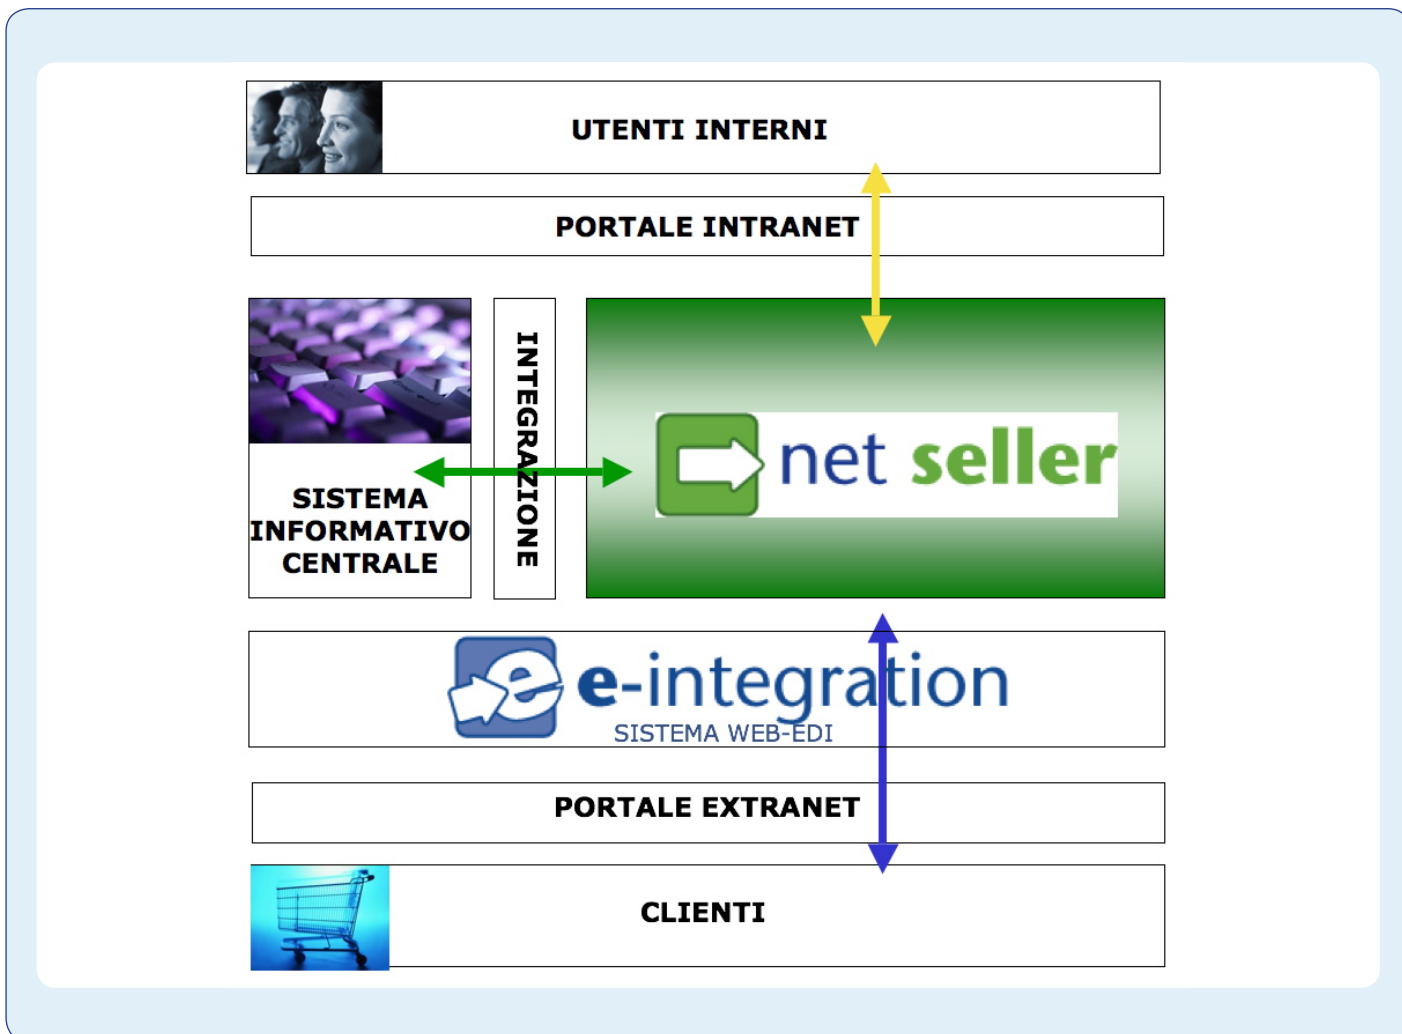 UTENTI INTERNI
PORTALE INTRANET
SISTEMA
INFORMATIVO
CENTRALE
INTEGRAZIONE
net seller
e e-integration
SISTEMA WEB-EDI
PORTALE EXTRANET
CLIENTI